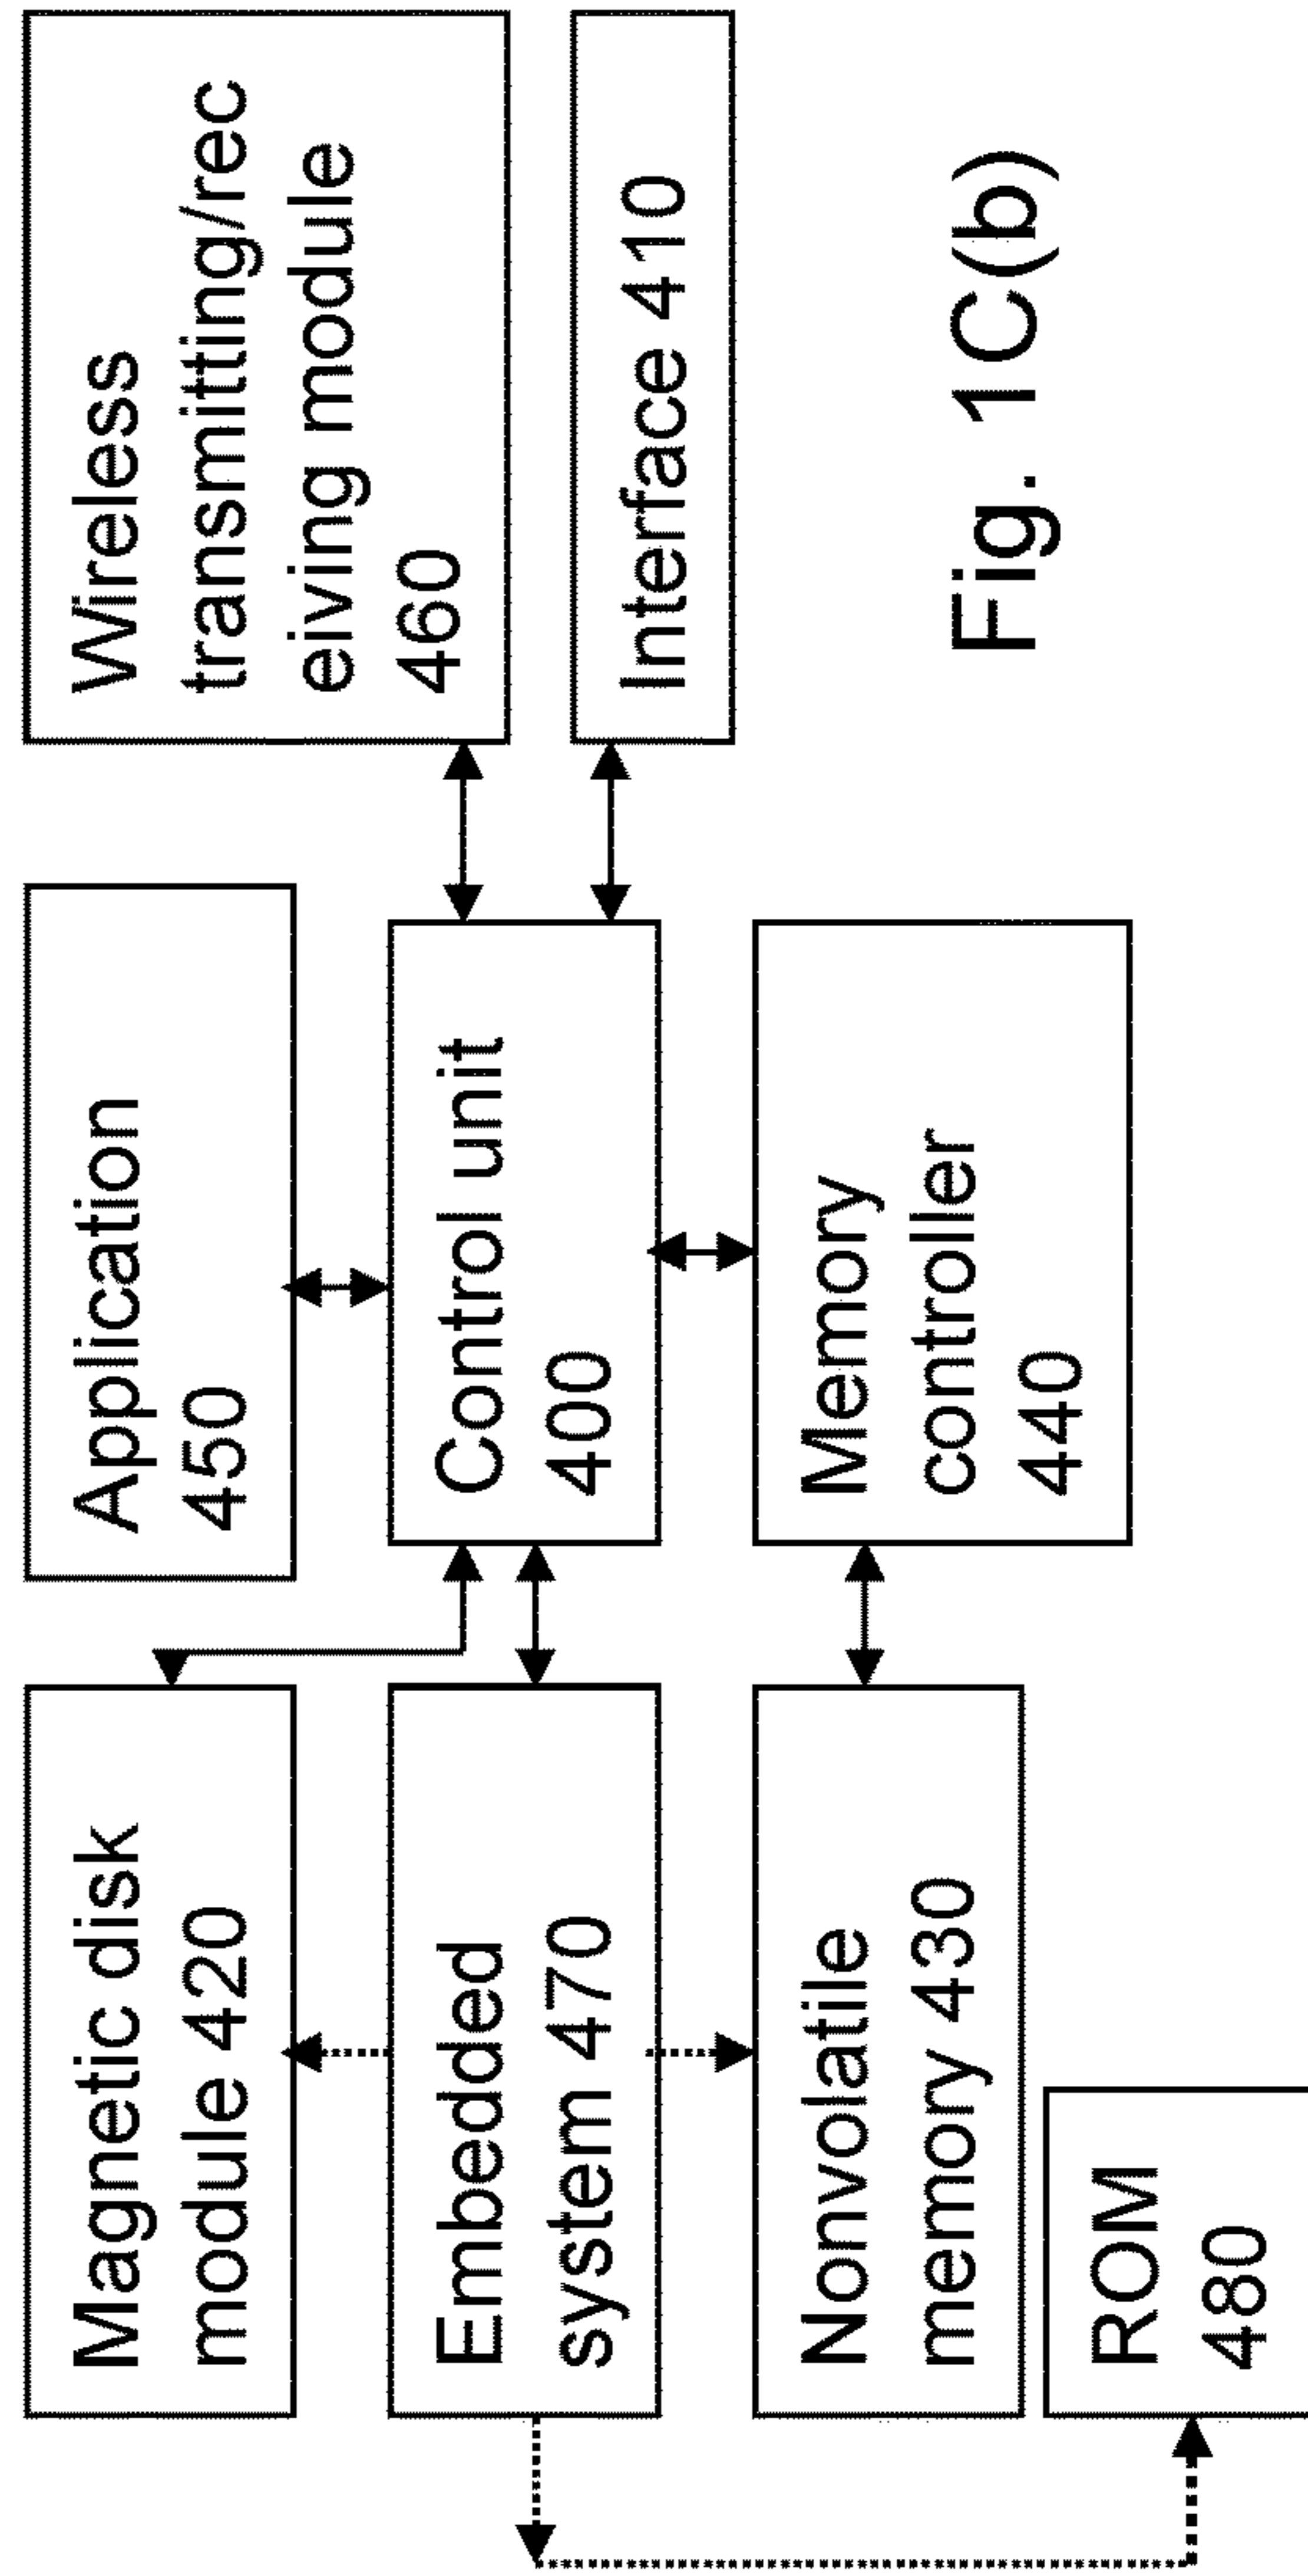 Magnetic disk
module 420
Application
450
Wireless
transmitting/rec
eiving module
460
Embedded
system 470
Control unit
400
Interface 410
Nonvolatile
memory 430
Memory
controller
440
ROM
480
Fig. 1C(b)